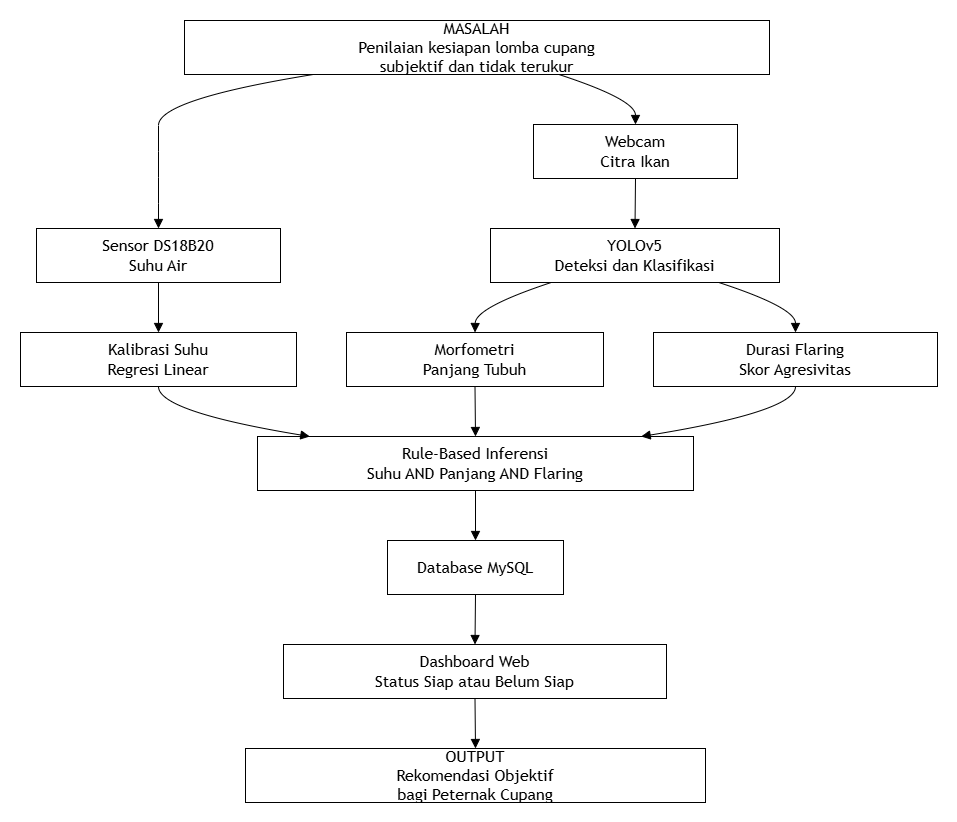 MASALAH
Penilaian kesiapan lomba cupang
subjektif dan tidak terukur
Webcam
Citra Ikan
Sensor DS18B20
Suhu Air
YOLOv5
Deteksi dan Klasifikasi
Kalibrasi Suhu
Regresi Linear
Morfometri
Panjang Tubuh
Durasi Flaring
Skor Agresivitas
Rule-Based Inferensi
Suhu AND Panjang AND Flaring
Database MySQL
Dashboard Web
Status Siap atau Belum Siap
OUTPUT
Rekomendasi Objektif
bagi Peternak Cupang